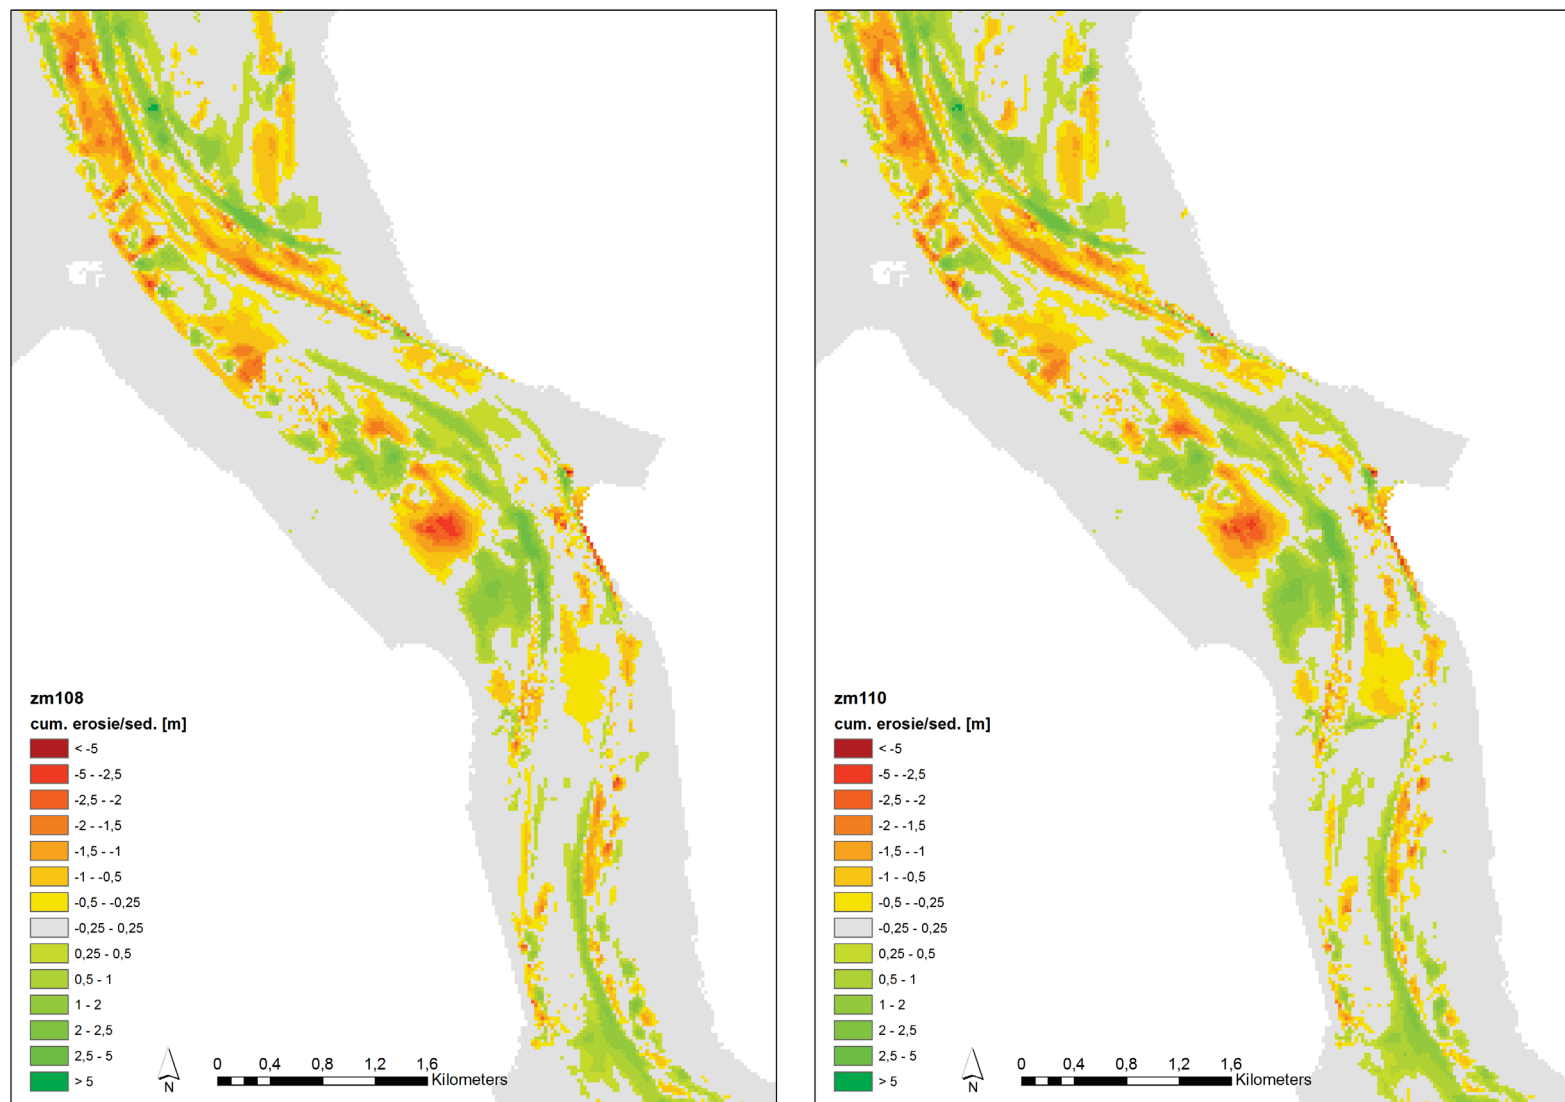 zm108
cum. erosie/sed. [m]
< -5
-5 - -2,5
-2,5 - -2
-2 - -1,5
-1,5 - -1
-1 - -0,5
-0,5 - -0,25
-0,25 - 0,25
0,25 - 0,5
0,5 - 1
1 - 2
2 - 2,5
2,5 - 5
> 5
N
0 0,4 0,8 1,2 1,6
Kilometers
zm110
cum. erosie/sed. [m]
< -5
-5 - -2,5
-2,5 - -2
-2 - -1,5
-1,5 - -1
-1 - -0,5
-0,5 - -0,25
-0,25 - 0,25
0,25 - 0,5
0,5 - 1
1 - 2
2 - 2,5
2,5 - 5
> 5
N
0 0,4 0,8 1,2 1,6
Kilometers